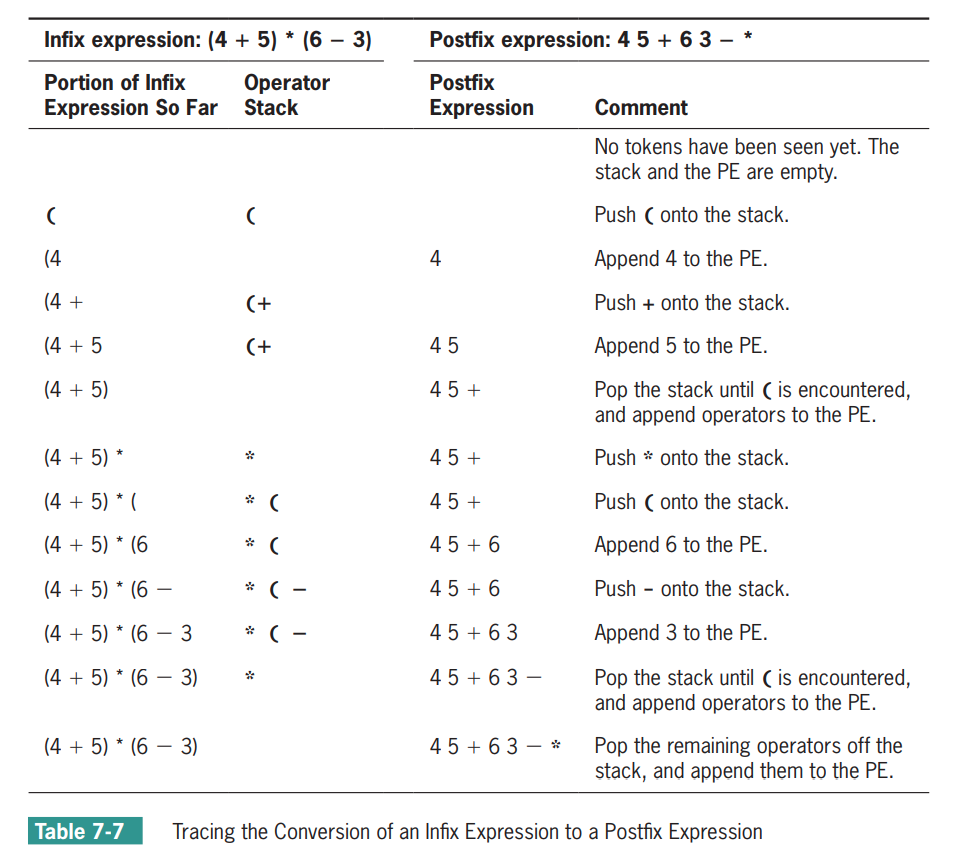 Infix expression: (4 + 5) * (6 − 3) Postfix expression: 4 5 + 6 3 − *
Portion of Infix Operator Postfix
Expression So Far Stack Expression Comment
No tokens have been seen yet. The
stack and the PE are empty.
( ( Push ( onto the stack.
(4 4 Append 4 to the PE.
(4 + (+ Push + onto the stack.
(4 + 5 (+ 4 5 Append 5 to the PE.
(4 + 5) 4 5 + Pop the stack until ( is encountered,
and append operators to the PE.
(4 + 5) * * 4 5 + Push * onto the stack.
(4 + 5) * ( * ( 4 5 + Push ( onto the stack.
(4 + 5) * (6 * ( 4 5 + 6 Append 6 to the PE.
(4 + 5) * (6 − * ( − 4 5 + 6 Push − onto the stack.
(4 + 5) * (6 − 3 * ( − 4 5 + 6 3 Append 3 to the PE.
(4 + 5) * (6 − 3) * 4 5 + 6 3 − Pop the stack until ( is encountered,
and append operators to the PE.
(4 + 5) * (6 − 3) 4 5 + 6 3 − * Pop the remaining operators off the
stack, and append them to the PE.
Table 7-7 Tracing the Conversion of an Infix Expression to a Postfix Expression